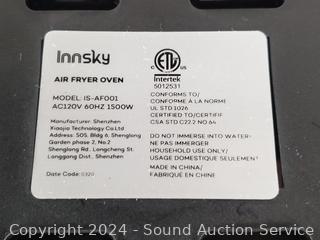 Innsky
AIR FRYER OVEN
MODEL: IS-AF001
AC120V 60HZ 1500W
Manufacturer: Shenzhen
Xiaojia Technology Co.Ltd
Address: 505, Bldg 6, Shenglong
Garden phase 2, No.2
Shenglong Rd., Longcheng St.
Longgang Dist., Shenzhen
Date Code: 0320
ETL
C US
Intertek
5012531
CONFORMS TO/
CONFORME À LA NORME
UL STD 1026
CERTIFIED TO/CERTIFIF
CSA STD C22.2 NO.64
DO NOT IMMERSE INTO WATER-
NE PAS IMMERGER
HOUSEHOLD USE ONLY/
USAGE DOMESTIQUE SEULEMENT
MADE IN CHINA/
FABRIQUÉ EN CHINE
Copyright 2024 - Sound Auction Service